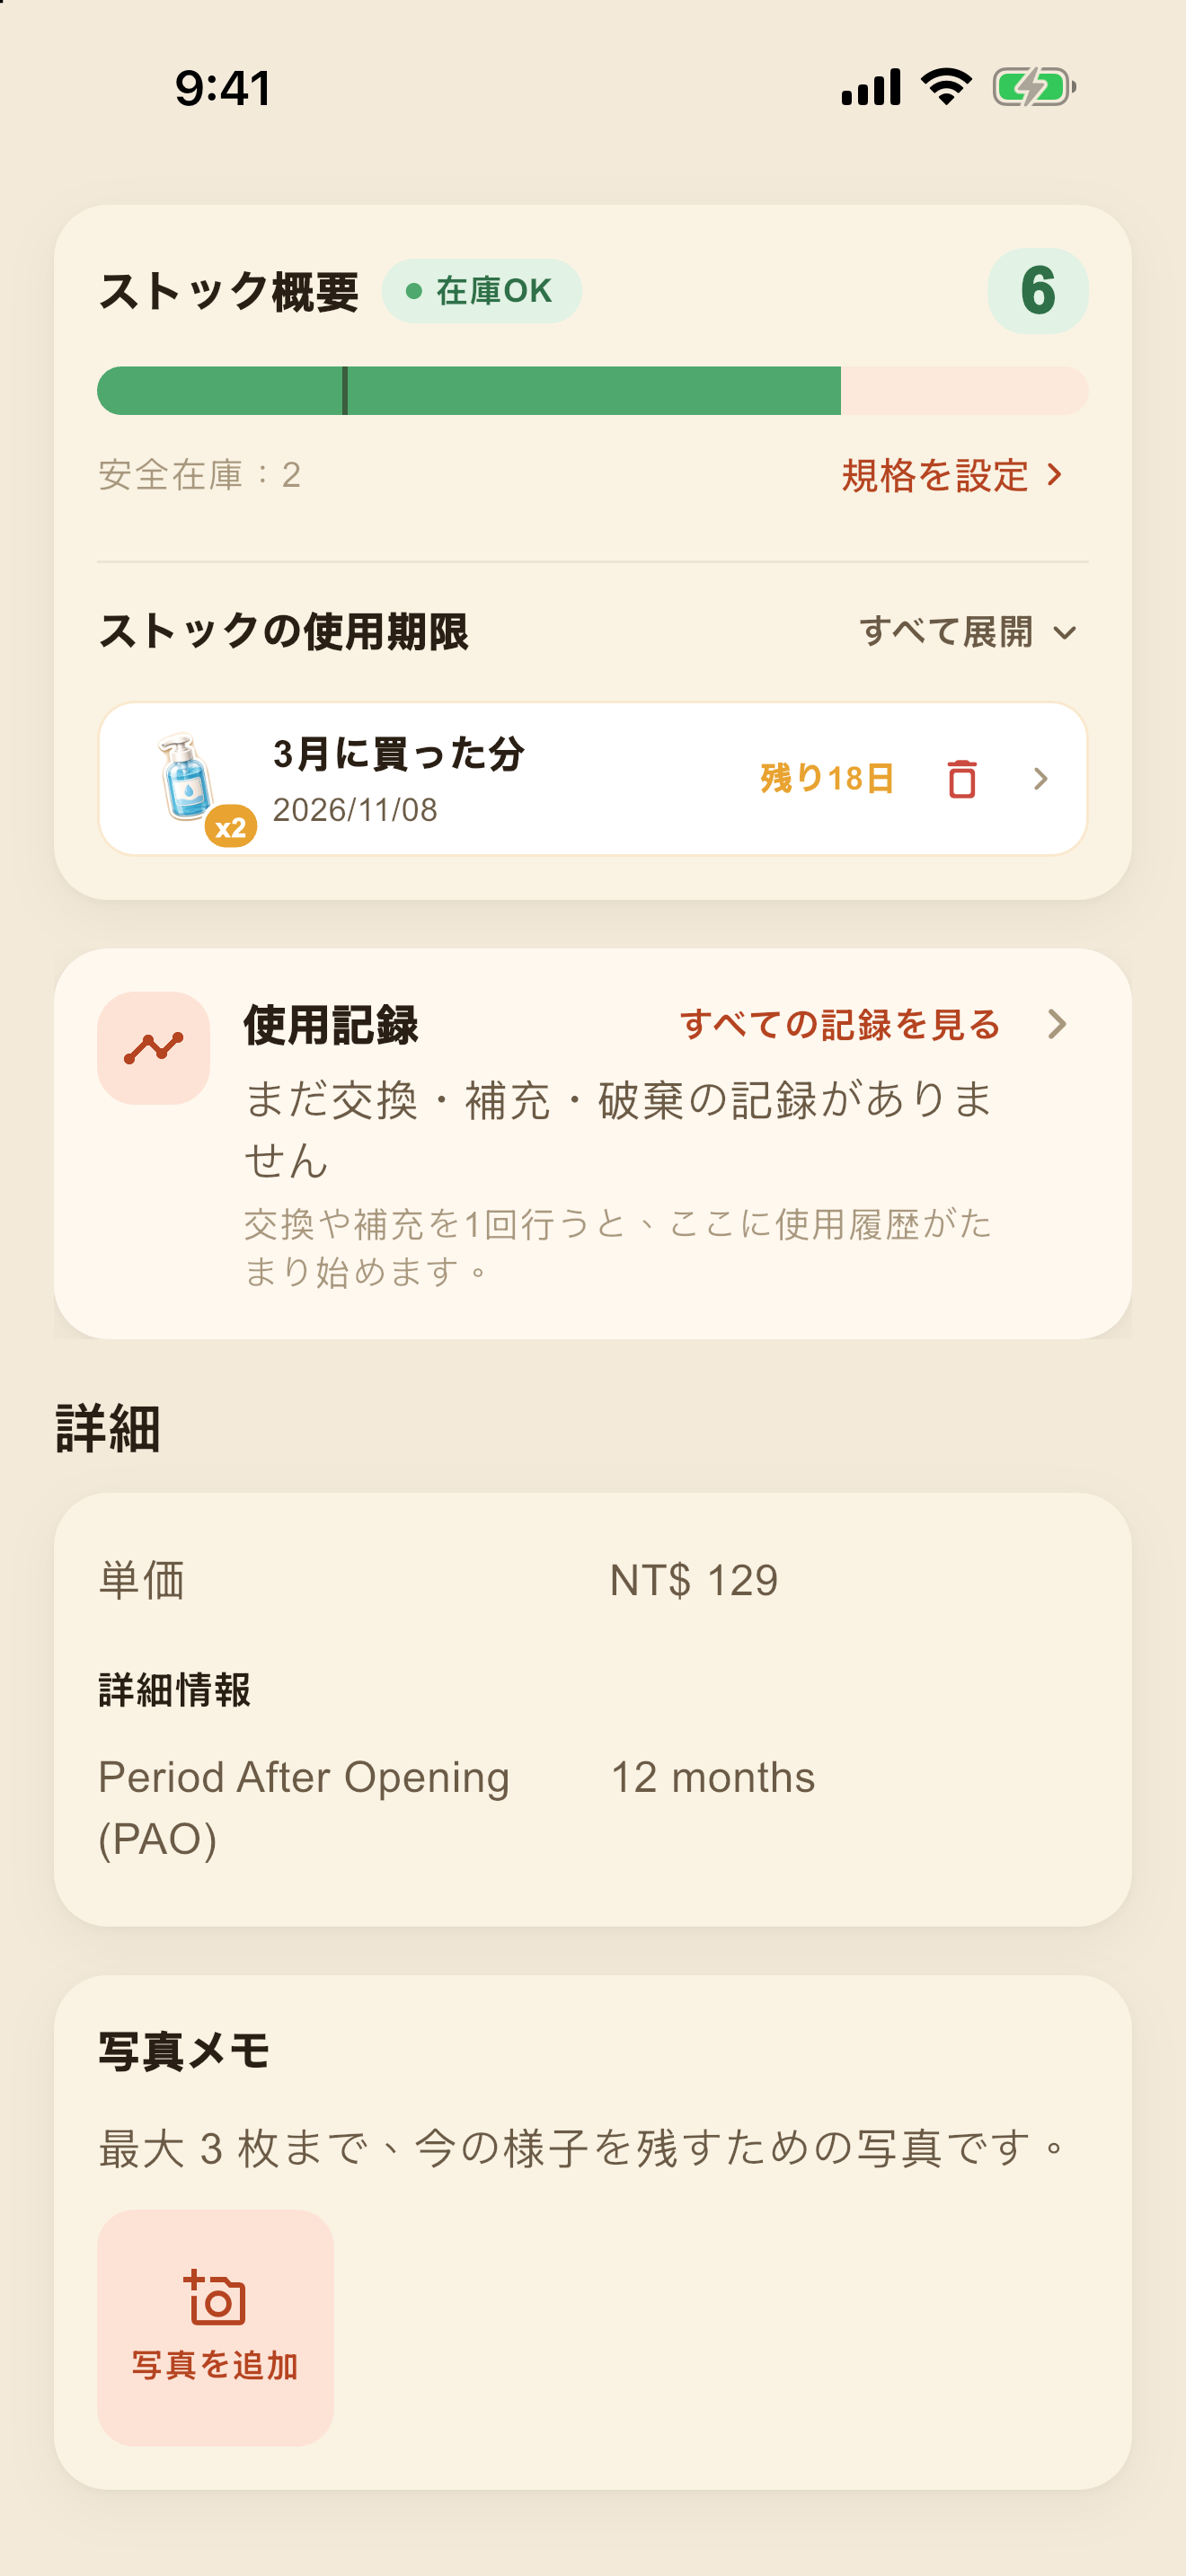 9:41
ストック概要
在庫OK
6
安全在庫：2
規格を設定
ストックの使用期限
すべて展開
3月に買った分
2026/11/08
x2
残り18日
使用記録
すべての記録を見る
まだ交換・補充・破棄の記録がありま
せん
交換や補充を1回行うと、ここに使用履歴がた
まり始めます。
詳細
単価
NT$ 129
詳細情報
Period After Opening
(PAO)
12 months
写真メモ
最大 3 枚まで、今の様子を残すための写真です。
写真を追加